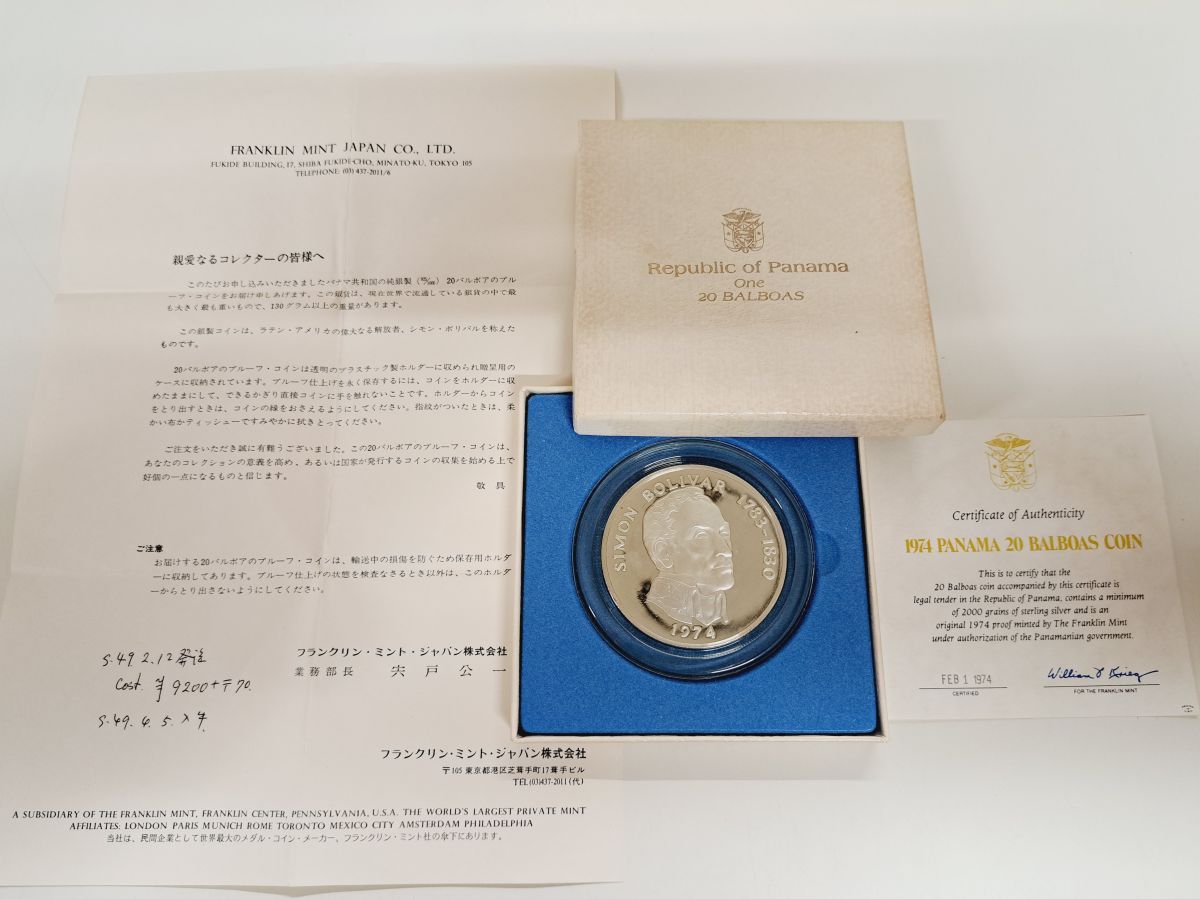 FRANKLIN MINT JAPAN CO., LTD.
FUKIDE BUILDING, 17, SHIBA FUKIDE-CHO, MINATO-KU, TOKYO 105
TELEPHONE: (03) 437-2011/6
親愛なるコレクターの皆様へ
このたびお申し込みいただきましたパナマ共和国の純銀製 20バルボアのプル
ーフ・コインをお届け申しあげます。この銀貨は、現在世界で流通している銀貨の中で最
も大きく最も重いもので、130グラム以上の重量があります。
この銀製コインは、ラテン・アメリカの偉大なる解放者、シモン・ボリバルを称えた
ものです。
20バルボアのプルーフ・コインは透明のプラスチック製ホルダーに収められ贈呈用の
ケースに収納されています。プルーフ仕上げを永く保存するには、コインをホルダーに収
めたままにして、できるかぎり直接コインに手を触れないことです。ホルダーからコイン
をとり出すときは、コインの縁をおさえるようにしてください。指紋がついたときは、柔
かい布かティッシューですみやかに拭きとってください。
ご注文をいただき誠に有難うございました。この20バルボアのプルーフ・コインは、
あなたのコレクションの意義を高め、あるいは国家が発行するコインの収集を始める上で
好個の一点になるものと信じます。
敬具
ご注意
お届けする20バルボアのプルーフ・コインは、輸送中の損傷を防ぐため保存用ホルダ
ーに収納してあります。プルーフ仕上げの状態を検査なさるとき以外は、このホルダ
ーからとり出さないようにしてください。
フランクリン・ミント・ジャパン株式会社
業務部長 宍戸公一
S.49 2.12 発注
Cost. ¥9200+〒70.
S.49. 4. 5. 入手
フランクリン・ミント・ジャパン株式会社
〒105 東京都港区芝葺手町17葺手ビル
TEL(03)437-2011(代)
A SUBSIDIARY OF THE FRANKLIN MINT, FRANKLIN CENTER, PENNSYLVANIA, U.S.A. THE WORLD'S LARGEST PRIVATE MINT
AFFILIATES: LONDON PARIS MUNICH ROME TORONTO MEXICO CITY AMSTERDAM PHILADELPHIA
当社は、民間企業として世界最大のメダル・コイン・メーカー、フランクリン・ミント社の傘下にあります。
Republic of Panama
One
20 BALBOAS
SIMON BOLIVAR 1783-1830
1974
Certificate of Authenticity
1974 PANAMA 20 BALBOAS COIN
This is to certify that the
20 Balboas coin accompanied by this certificate is
legal tender in the Republic of Panama, contains a minimum
of 2000 grains of sterling silver and is an
original 1974 proof minted by The Franklin Mint
under authorization of the Panamanian government.
FEB 1 1974
CERTIFIED
William F. Krieg
FOR THE FRANKLIN MINT